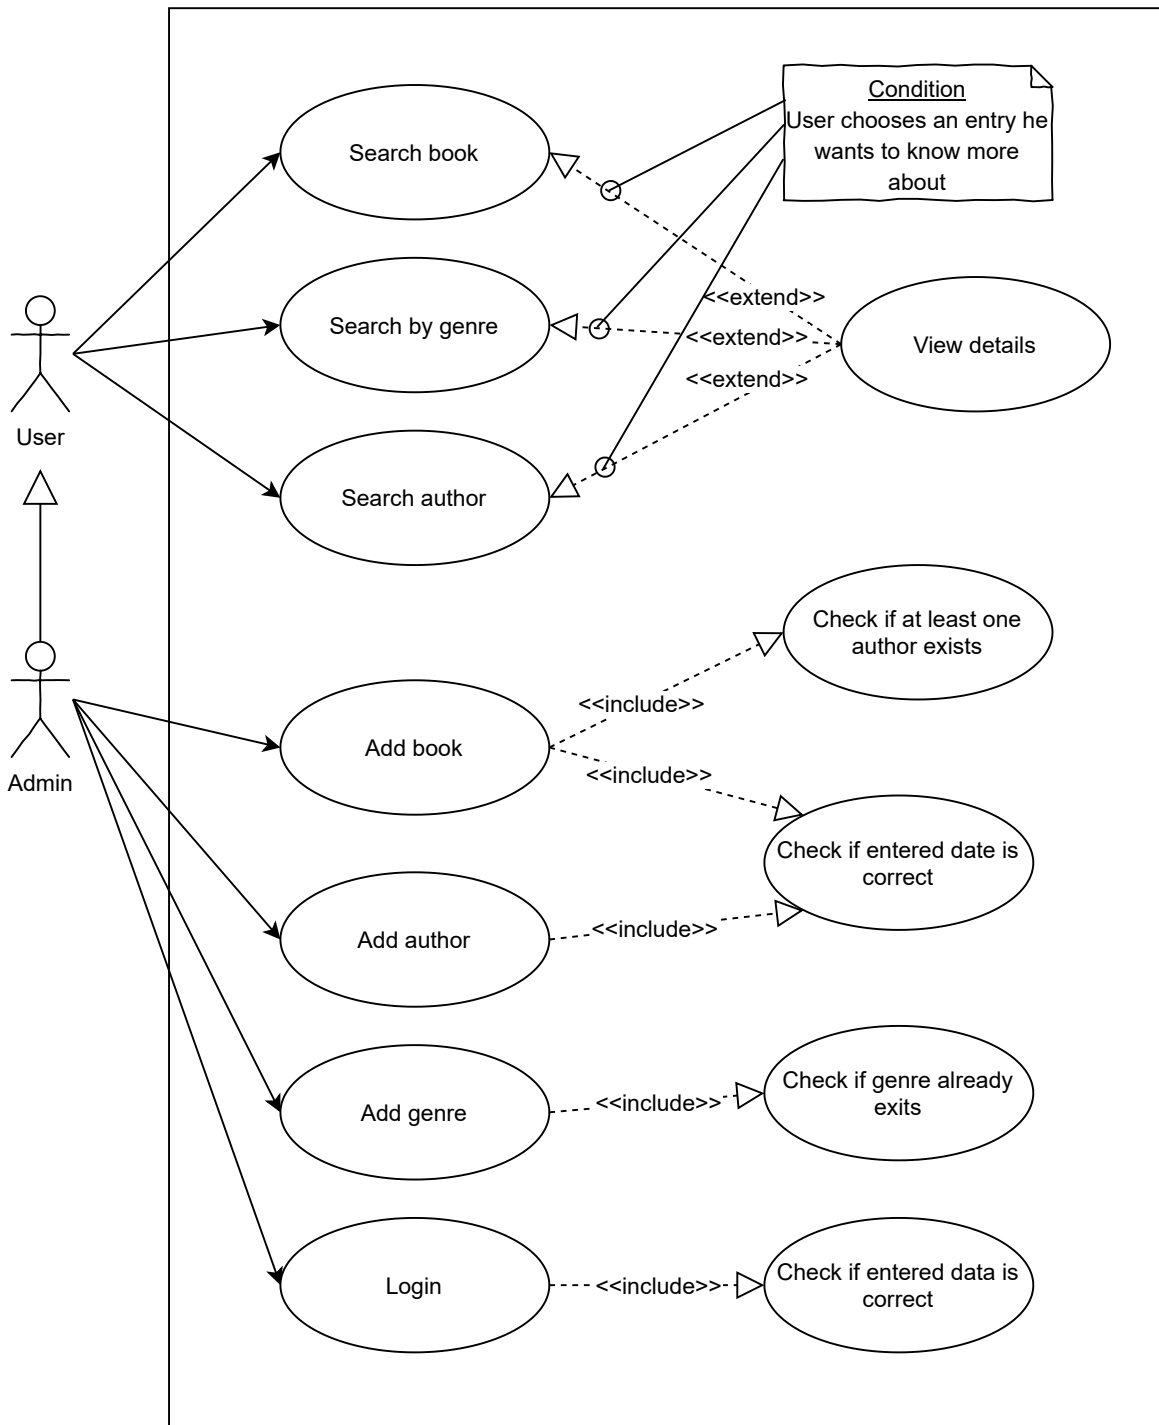 Condition
User chooses an entry he
wants to know more
about
Search book
<<extend>>
Search by genre
<<extend>>
View details
<<extend>>
User
Search author
Check if at least one
author exists
<<include>>
Add book
<<include>>
Admin
Check if entered date is
correct
Add author
<<include>>
Check if genre already
exits
Add genre
<<include>>
Check if entered data is
correct
Login
<<include>>